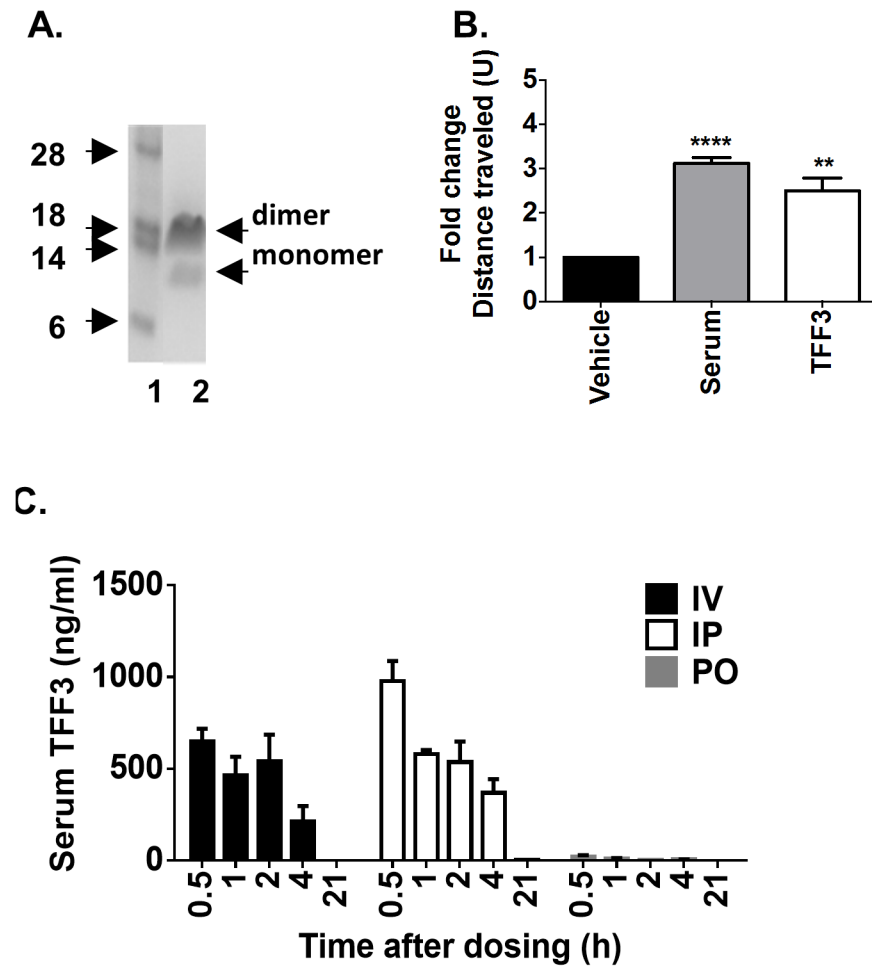 A.
28
18
14
6
dimer
monomer
1 2
B.
Fold change
Distance traveled (U)
5
4
3
2
1
0
****
**
Vehicle
Serum
TFF3
C.
Serum TFF3 (ng/ml)
1500
1000
500
0
IV
IP
PO
0.5 1 2 4 21 0.5 1 2 4 21 0.5 1 2 4 21
Time after dosing (h)